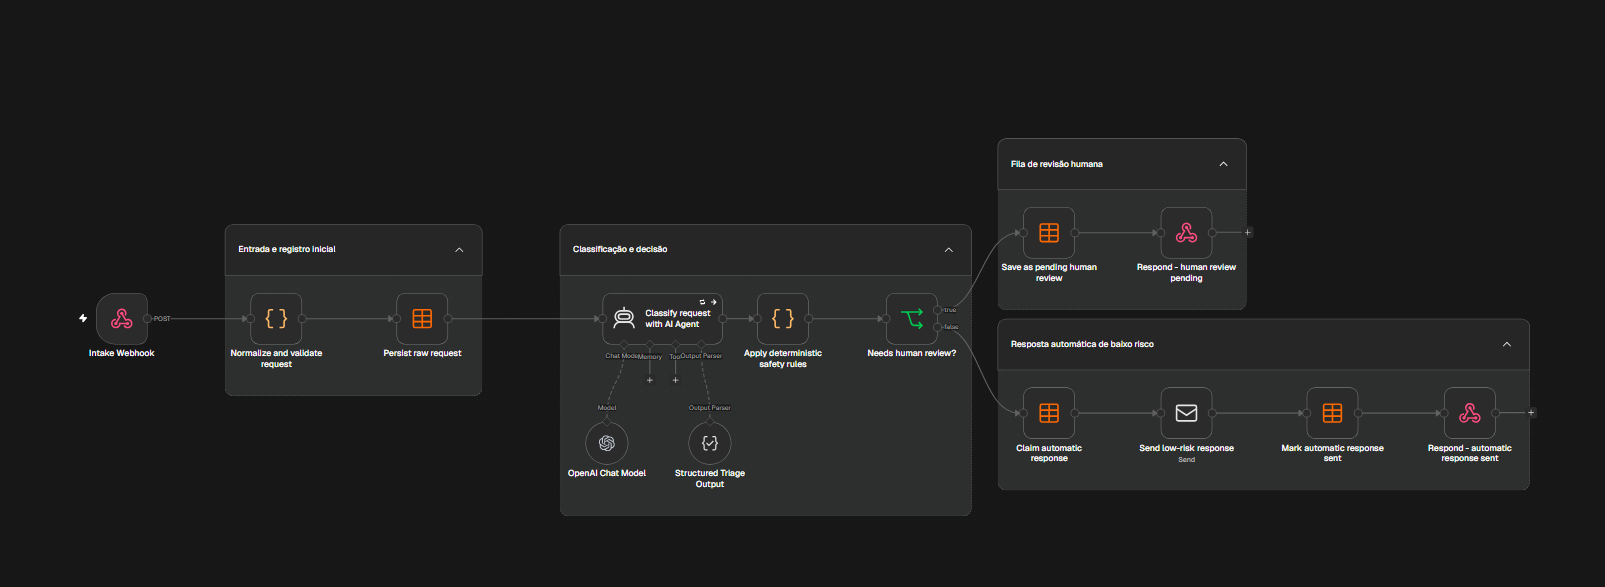 Fila de revisão humana
Save as pending human
review
Respond - human review
pending
Entrada e registro inicial
POST
Intake Webhook
Normalize and validate
request
Persist raw request
Classificação e decisão
Classify request
with AI Agent
Chat Mode
Memory
Too
Output Parser
Model
Output Parser
OpenAI Chat Model
Structured Triage
Output
Apply deterministic
safety rules
Needs human review?
true
false
Resposta automática de baixo risco
Claim automatic
response
Send low-risk response
Send
Mark automatic response
sent
Respond - automatic
response sent